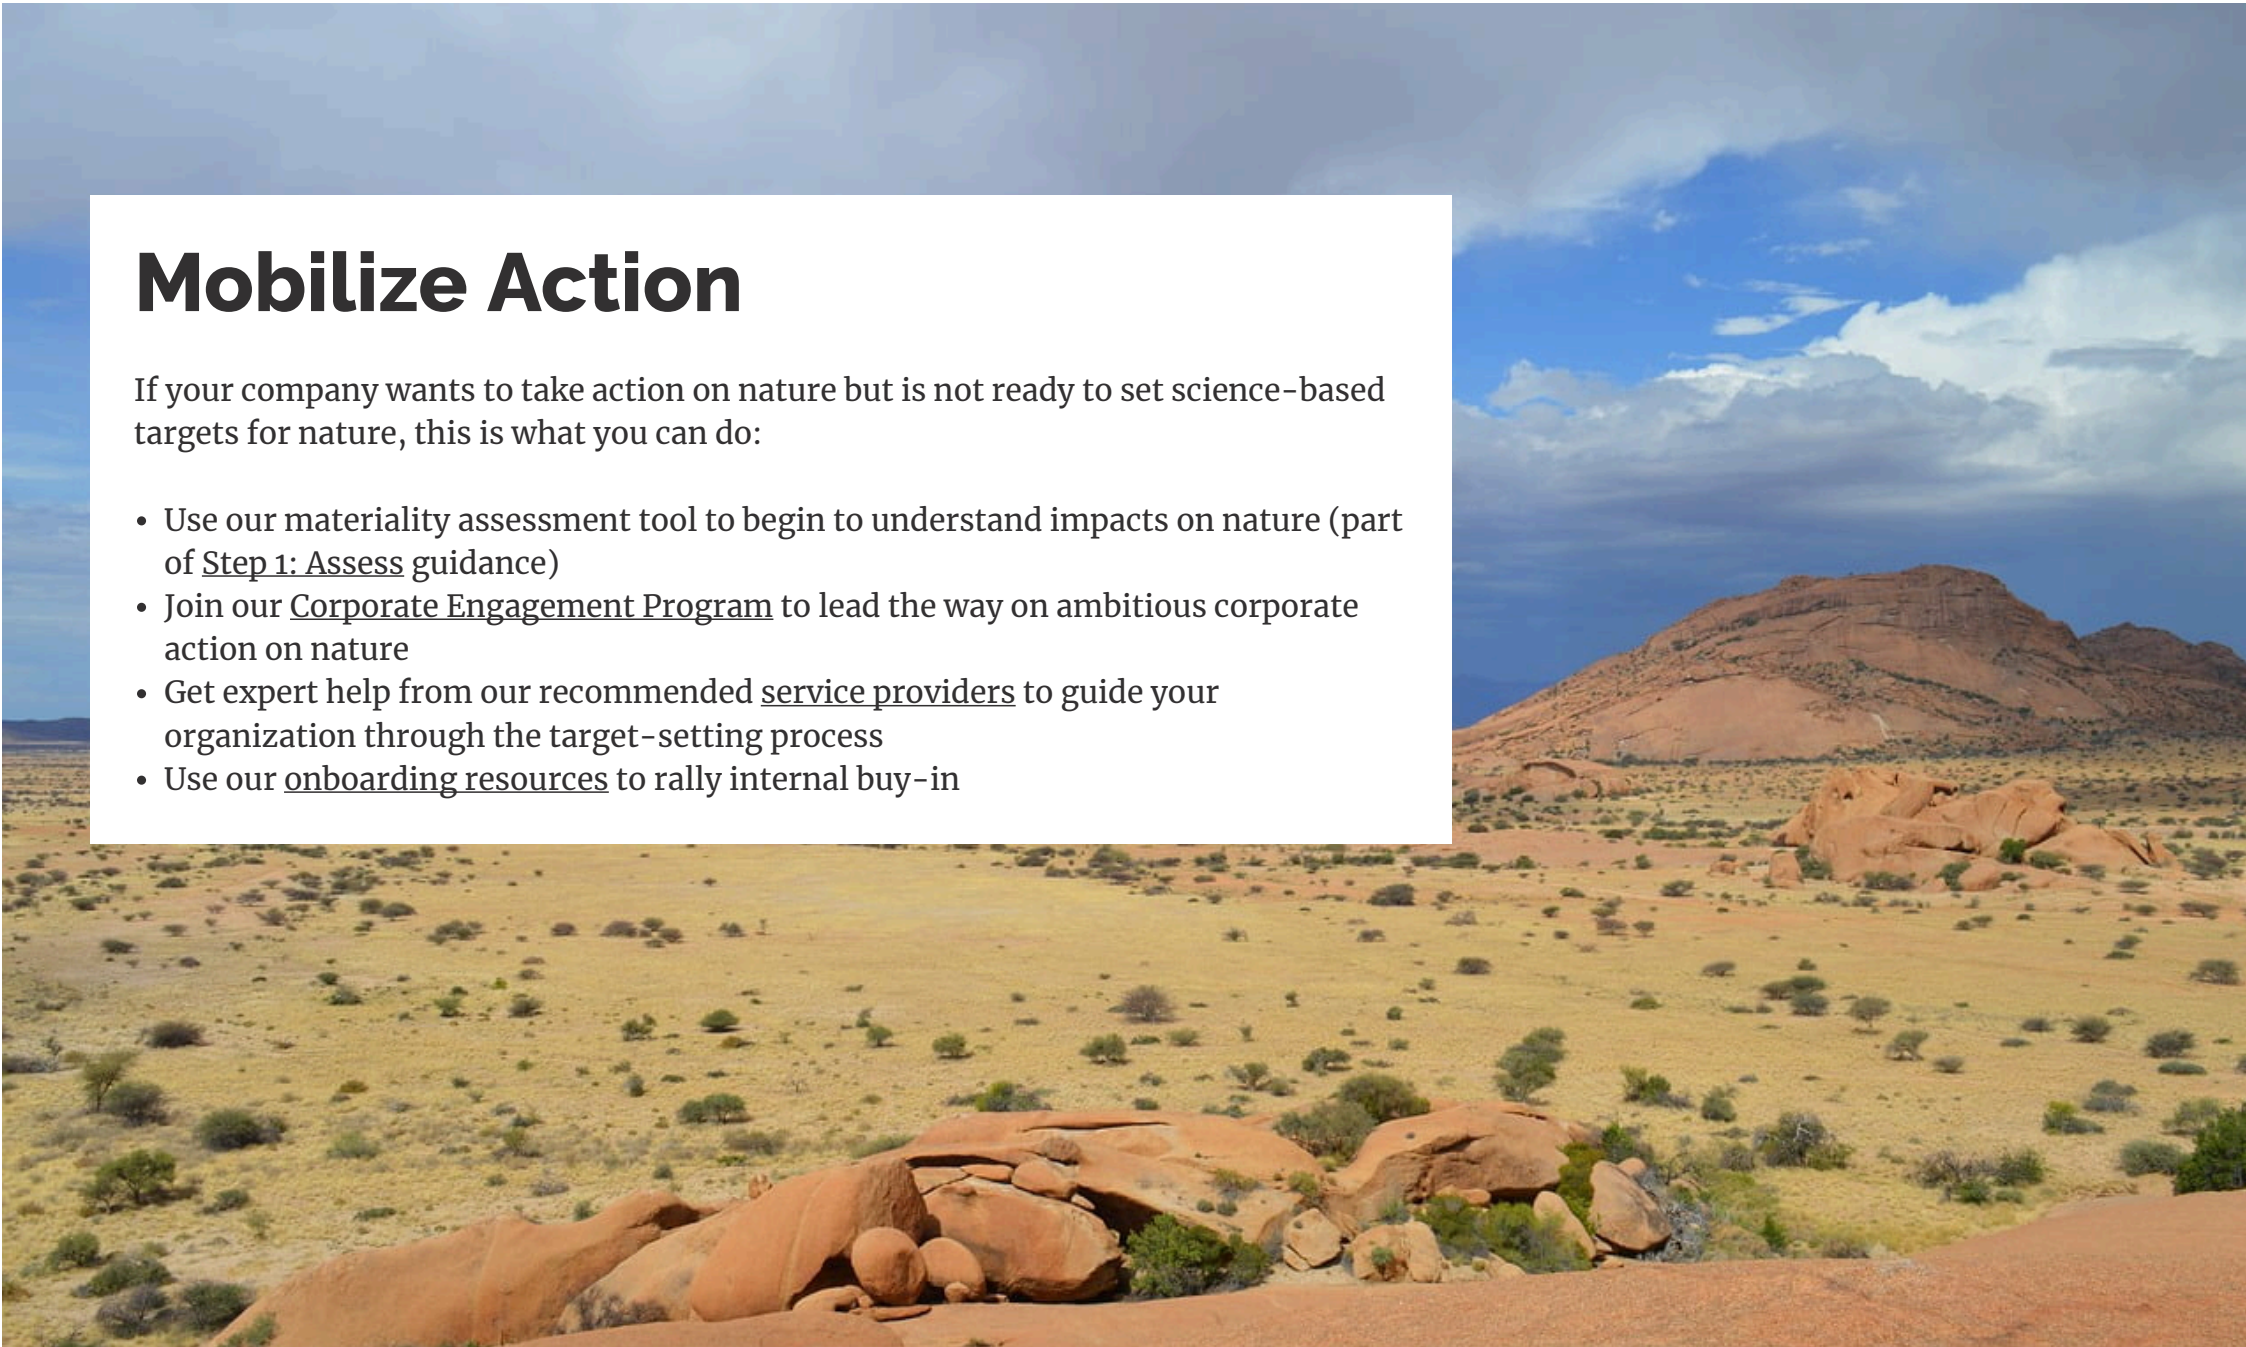 Mobilize Action
If your company wants to take action on nature but is not ready to set science-based
targets for nature, this is what you can do:
• Use our materiality assessment tool to begin to understand impacts on nature (part
of Step 1: Assess guidance)
• Join our Corporate Engagement Program to lead the way on ambitious corporate
action on nature
• Get expert help from our recommended service providers to guide your
organization through the target-setting process
• Use our onboarding resources to rally internal buy-in